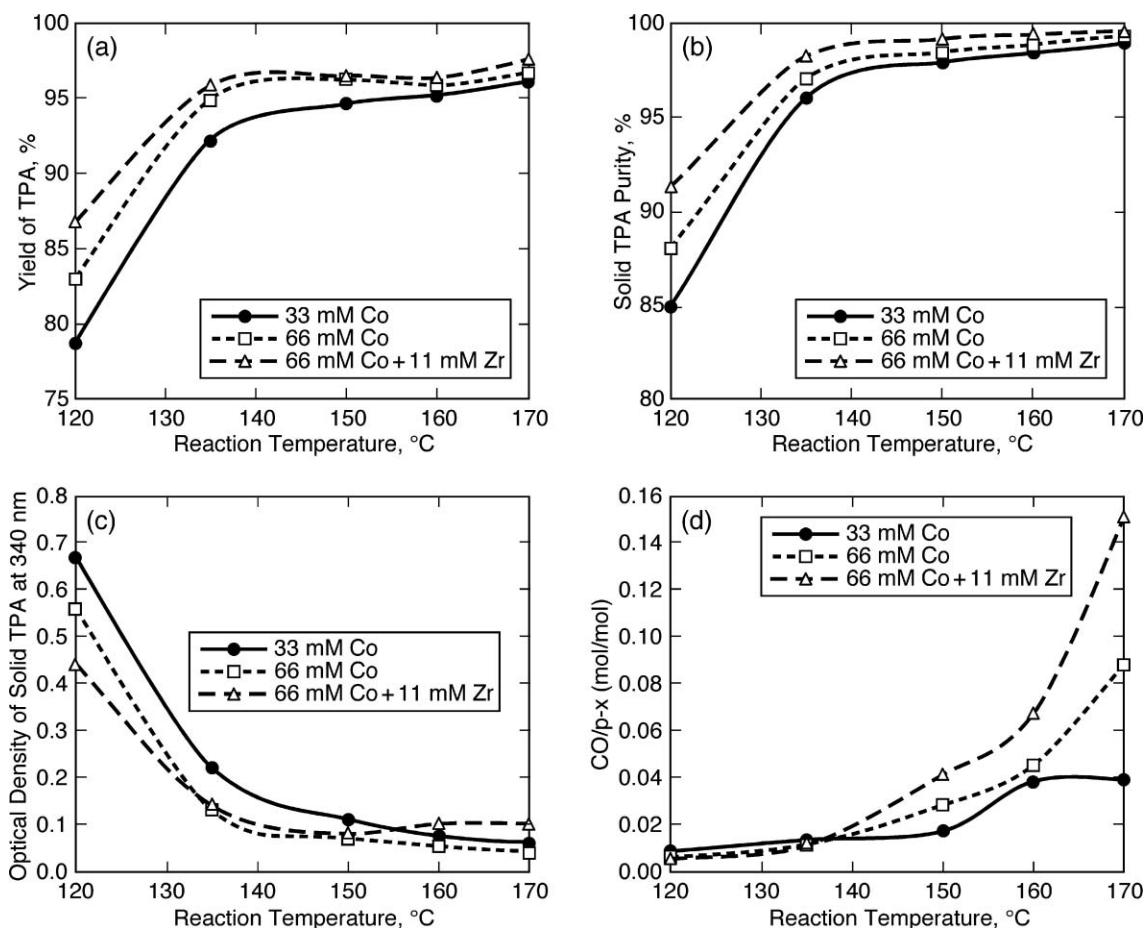 (a)
100
95
90
85
80
75
Yield of TPA, %
33 mM Co
66 mM Co
66 mM Co + 11 mM Zr
120 130 140 150 160 170
Reaction Temperature, °C
(b)
100
95
90
85
80
Solid TPA Purity, %
33 mM Co
66 mM Co
66 mM Co + 11 mM Zr
120 130 140 150 160 170
Reaction Temperature, °C
(c)
0.8
0.7
0.6
0.5
0.4
0.3
0.2
0.1
0.0
Optical Density of Solid TPA at 340 nm
33 mM Co
66 mM Co
66 mM Co + 11 mM Zr
120 130 140 150 160 170
Reaction Temperature, °C
(d)
0.16
0.14
0.12
0.10
0.08
0.06
0.04
0.02
0.00
CO/p-x (mol/mol)
33 mM Co
66 mM Co
66 mM Co + 11 mM Zr
120 130 140 150 160 170
Reaction Temperature, °C